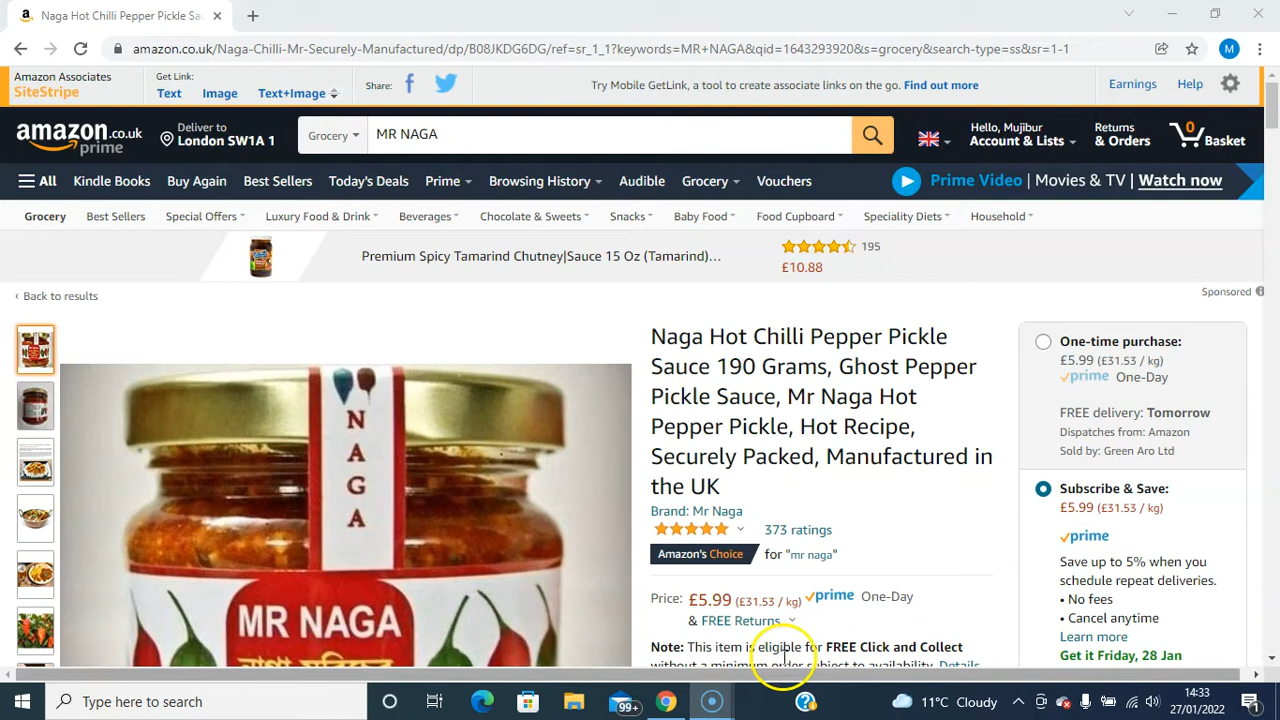 Naga Hot Chilli Pepper Pickle Sau
amazon.co.uk/Naga-Chilli-Mr-Securely-Manufactured/dp/B08JKDG6DG/ref=sr_1_1?keywords=MR+NAGA&qid=1643293920&s=grocery&search-type=ss&sr=1-1
M
Amazon Associates
SiteStripe
Get Link:
Text
Image
Text+Image
Share:
Try Mobile GetLink, a tool to create associate links on the go. Find out more
Earnings
Help
amazon.co.uk
prime
Deliver to
London SW1A 1
Grocery
MR NAGA
Hello, Mujibur
Account & Lists
Returns
& Orders
0
Basket
All
Kindle Books
Buy Again
Best Sellers
Today's Deals
Prime
Browsing History
Audible
Grocery
Vouchers
Prime Video | Movies & TV | Watch now
Grocery
Best Sellers
Special Offers
Luxury Food & Drink
Beverages
Chocolate & Sweets
Snacks
Baby Food
Food Cupboard
Speciality Diets
Household
Premium Spicy Tamarind Chutney|Sauce 15 Oz (Tamarind)...
195
£10.88
‹ Back to results
Sponsored
NAGA
MR NAGA
নাগা মরিচের
Naga Hot Chilli Pepper Pickle
Sauce 190 Grams, Ghost Pepper
Pickle Sauce, Mr Naga Hot
Pepper Pickle, Hot Recipe,
Securely Packed, Manufactured in
the UK
Brand: Mr Naga
373 ratings
Amazon's Choice for "mr naga"
Price: £5.99 (£31.53 / kg) prime One-Day
& FREE Returns
Note: This item is eligible for FREE Click and Collect
without a minimum order subject to availability. Details
One-time purchase:
£5.99 (£31.53 / kg)
prime One-Day
FREE delivery: Tomorrow
Dispatches from: Amazon
Sold by: Green Aro Ltd
Subscribe & Save:
£5.99 (£31.53 / kg)
prime
Save up to 5% when you
schedule repeat deliveries.
• No fees
• Cancel anytime
Learn more
Get it Friday, 28 Jan
Type here to search
99+
11°C Cloudy
14:33
27/01/2022
1